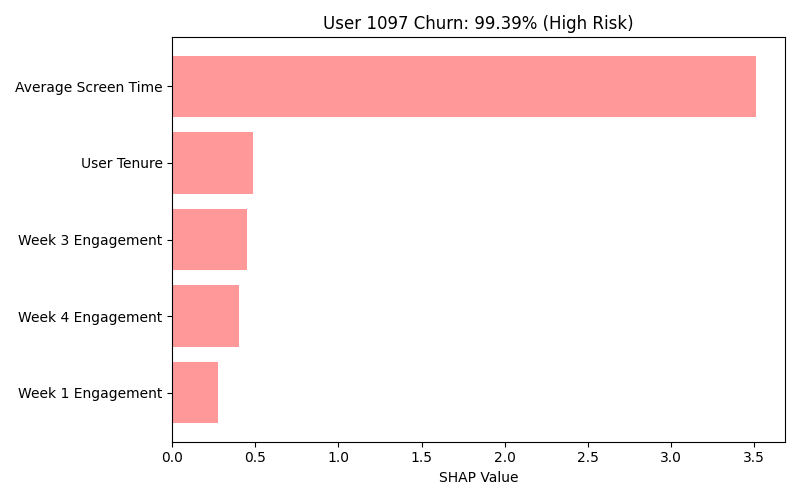 User 1097 Churn: 99.39% (High Risk)
Average Screen Time
User Tenure
Week 3 Engagement
Week 4 Engagement
Week 1 Engagement
0.0 0.5 1.0 1.5 2.0 2.5 3.0 3.5
SHAP Value